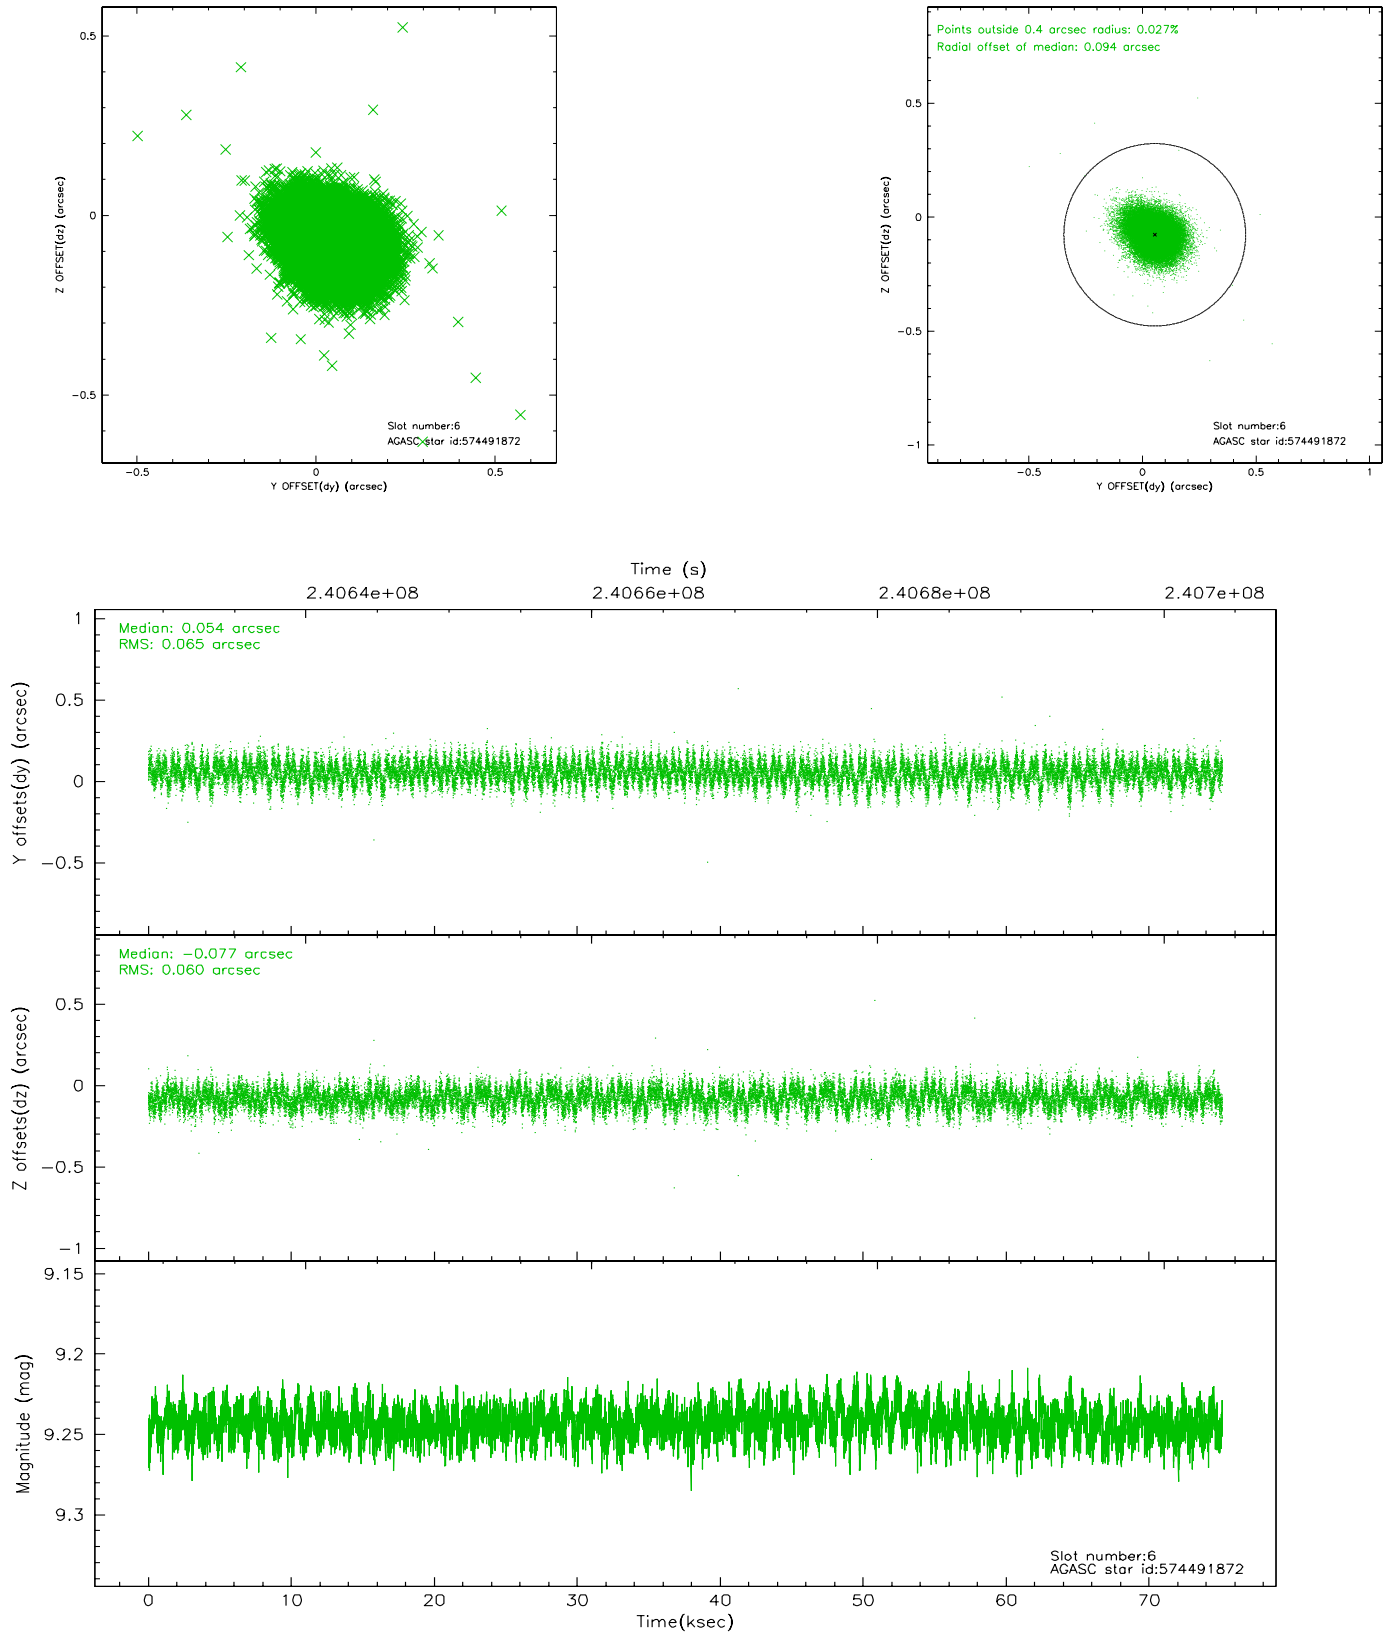 0.5
0
-0.5
Z OFFSET(dz) (arcsec)
Slot number:6
AGASC star id:574491872
-0.5
0
0.5
Y OFFSET(dy) (arcsec)
Points outside 0.4 arcsec radius: 0.027%
Radial offset of median: 0.094 arcsec
0.5
0
-0.5
-1
Z OFFSET(dz) (arcsec)
Slot number:6
AGASC star id:574491872
-0.5
0
0.5
1
Y OFFSET(dy) (arcsec)
Time (s)
2.4064e+08
2.4066e+08
2.4068e+08
2.407e+08
Median: 0.054 arcsec
RMS: 0.065 arcsec
1
0.5
0
-0.5
Y offsets(dy) (arcsec)
Median: -0.077 arcsec
RMS: 0.060 arcsec
0.5
0
-0.5
-1
Z offsets(dz) (arcsec)
9.15
9.2
9.25
9.3
Magnitude (mag)
Slot number:6
AGASC star id:574491872
0
10
20
30
40
50
60
70
Time(ksec)